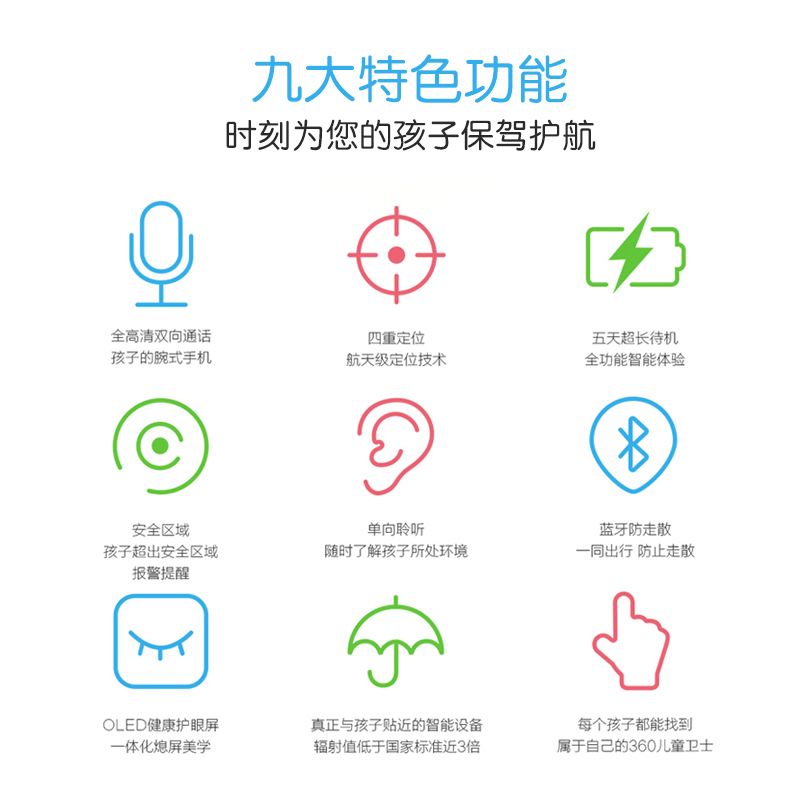 九大特色功能
时刻为您的孩子保驾护航
全高清双向通话
孩子的腕式手机
四重定位
航天级定位技术
五天超长待机
全功能智能体验
安全区域
孩子超出安全区域
报警提醒
单向聆听
随时了解孩子所处环境
蓝牙防走散
一同出行 防止走散
OLED健康护眼屏
一体化熄屏美学
真正与孩子贴近的智能设备
辐射值低于国家标准近3倍
每个孩子都能找到
属于自己的360儿童卫士